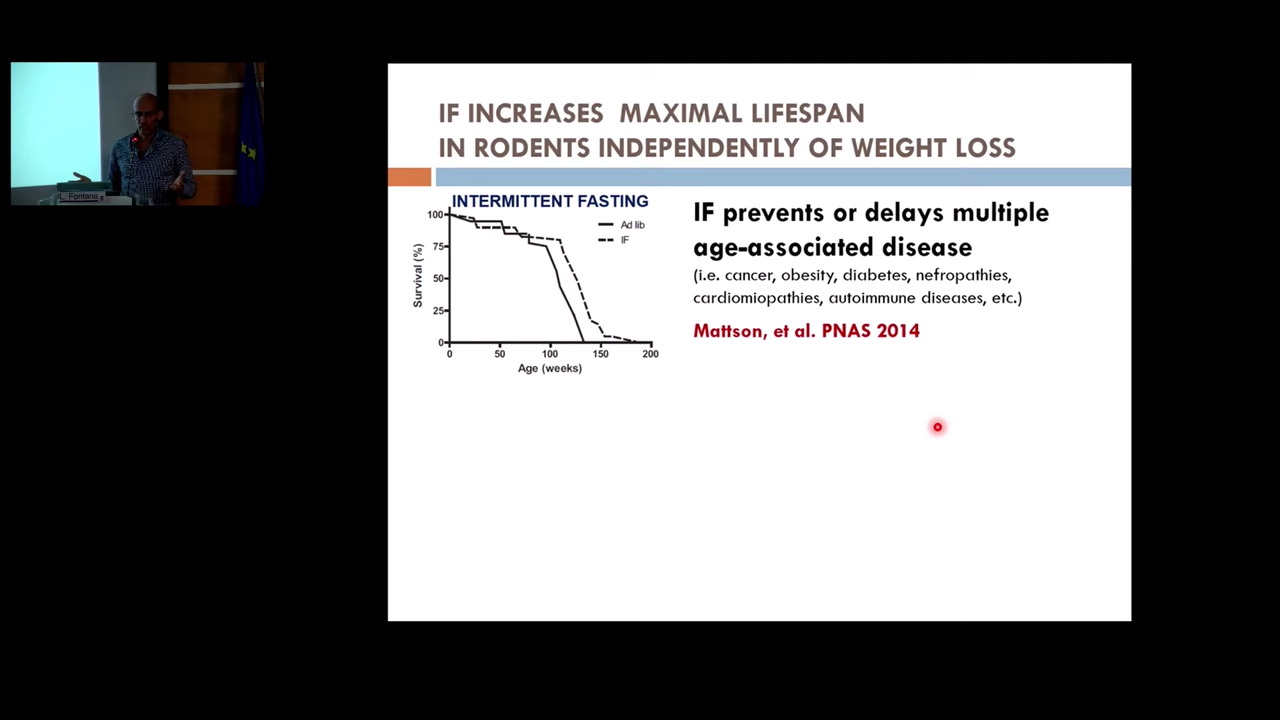 IF INCREASES MAXIMAL LIFESPAN
IN RODENTS INDEPENDENTLY OF WEIGHT LOSS
INTERMITTENT FASTING
Ad lib
IF
Survival (%)
100
75
50
25
0
0 50 100 150 200
Age (weeks)
IF prevents or delays multiple
age-associated disease
(i.e. cancer, obesity, diabetes, nefropathies,
cardiomiopathies, autoimmune diseases, etc.)
Mattson, et al. PNAS 2014
L. Fontana